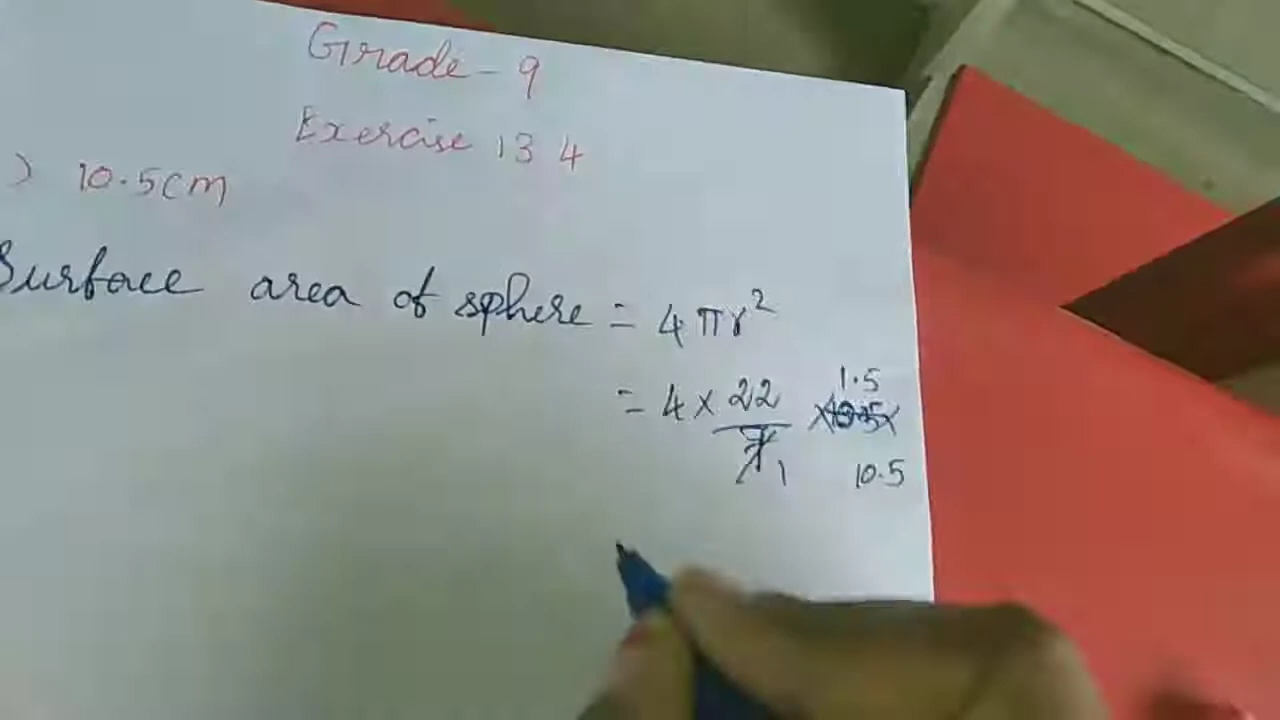 Grade - 9
Exercise 13 4
) 10.5cm
Surface area of sphere = 4πr²
1.5
= 4 × 22/7 ×10.5×
1
10.5